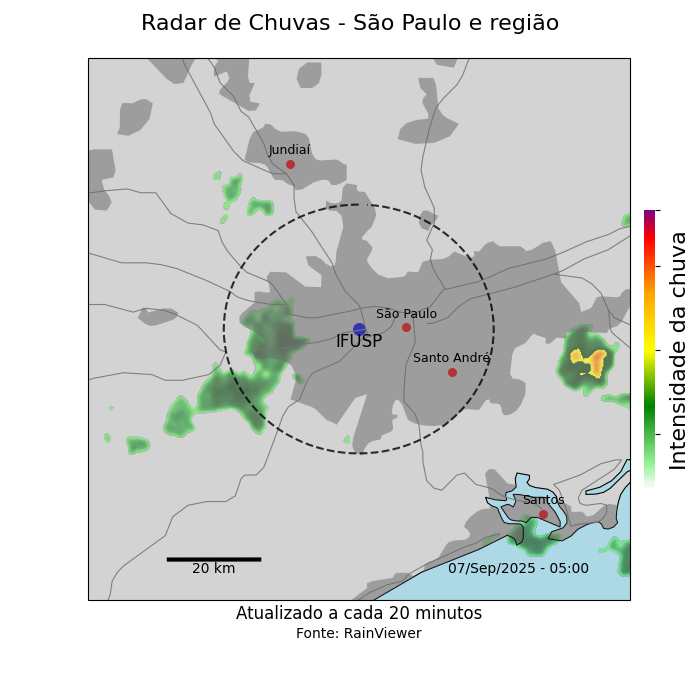 Radar de Chuvas - São Paulo e região
Jundiaí
São Paulo
IFUSP
Santo André
Santos
20 km
07/Sep/2025 - 05:00
Intensidade da chuva
Atualizado a cada 20 minutos
Fonte: RainViewer